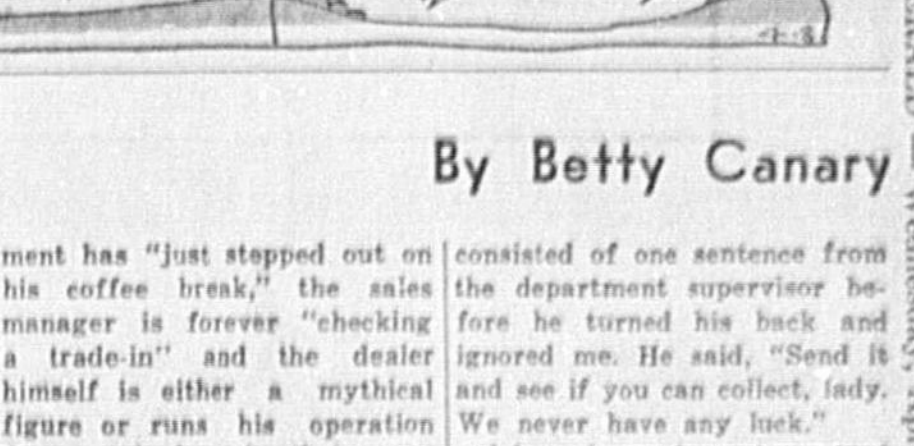 By Betty Canary
ment has "just stepped out on
his coffee break," the sales
manager is forever "checking
a trade-in" and the dealer
himself is either a mythical
figure or runs his operation
consisted of one sentence from
the department supervisor be-
fore he turned his back and
ignored me. He said, "Send it
and see if you can collect, lady.
We never have any luck."